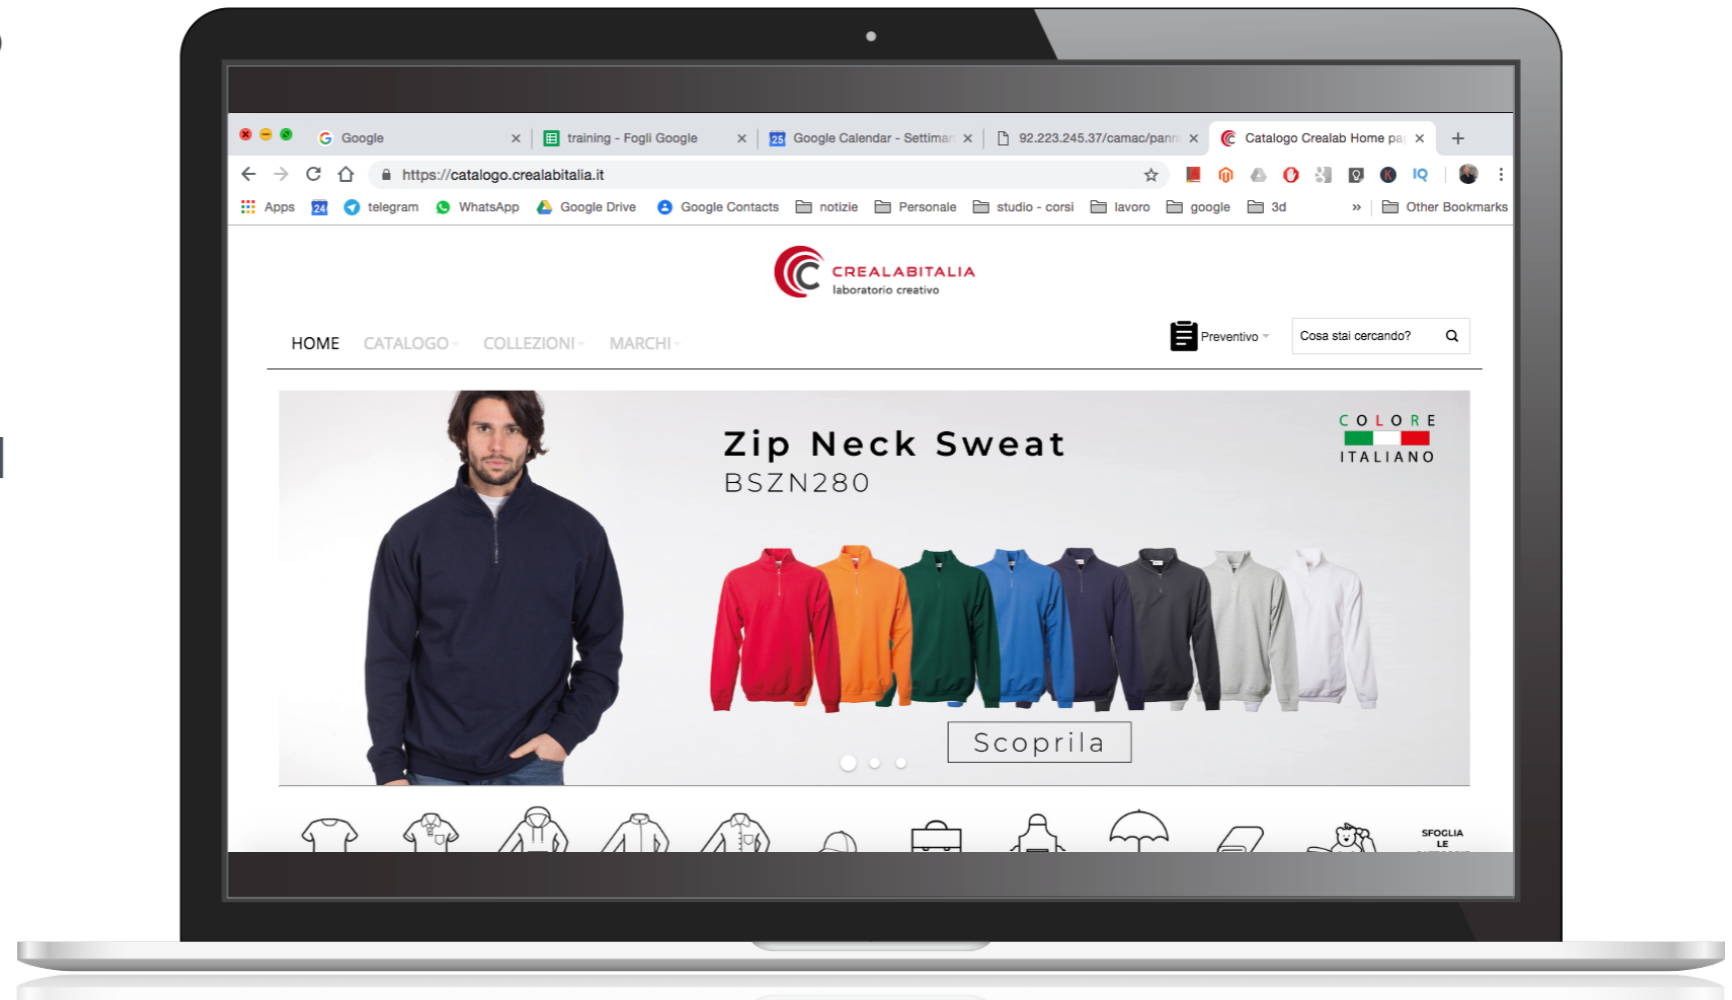 Google
training - Fogli Google
Google Calendar - Settiman
92.223.245.37/camac/pann
Catalogo Crealab Home pa
https://catalogo.crealabitalia.it
IQ
Apps
24
telegram
WhatsApp
Google Drive
Google Contacts
notizie
Personale
studio - corsi
lavoro
google
3d
»
Other Bookmarks
CREALABITALIA
laboratorio creativo
HOME
CATALOGO
COLLEZIONI
MARCHI
Preventivo
Cosa stai cercando?
Zip Neck Sweat
BSZN280
COLORE
ITALIANO
Scoprila
SFOGLIA
LE